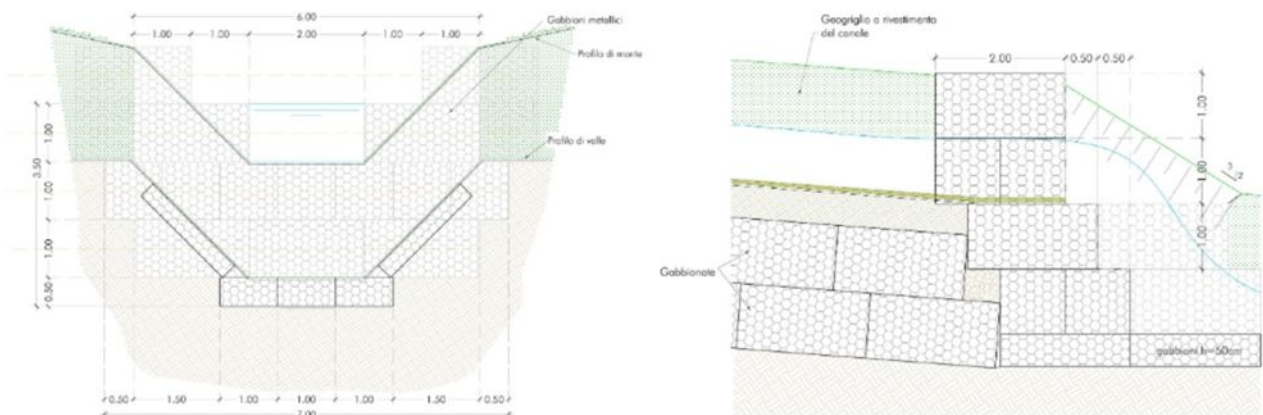 6.00
1.00 1.00 2.00 1.00 1.00
Gabbioni metallici
Profilo di monte
Profilo di valle
3.50
1.00
1.00
1.00
0.50
0.50 1.50 1.00 1.00 1.00 1.50 0.50
7.00
Geogriglia a rivestimento
del canale
2.00 0.50 0.50
1.00
1.00
1.00
3
2
Gabbionate
gabbioni h=50cm